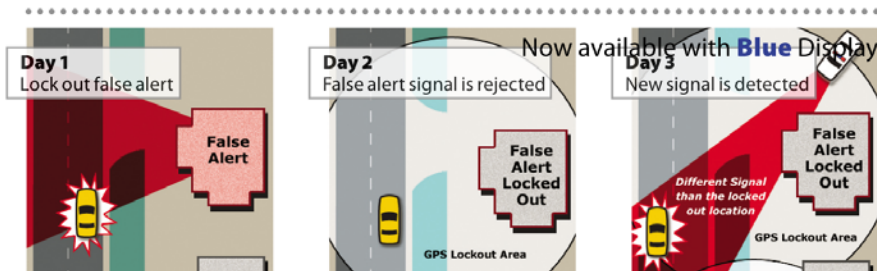 Now available with Blue Display
Day 1
Lock out false alert
False
Alert
Day 2
False alert signal is rejected
False
Alert
Locked
Out
GPS Lockout Area
Day 3
New signal is detected
Different Signal
than the locked
out location
False
Alert
Locked
Out
GPS Lockout Area